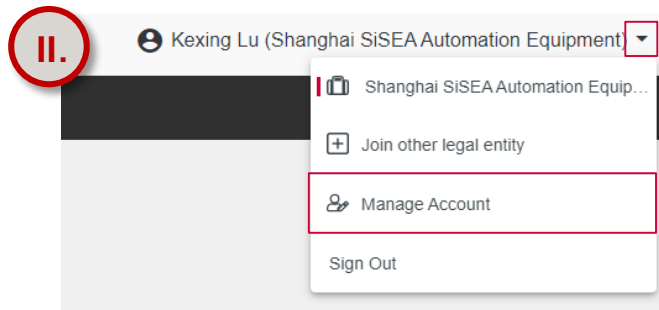 II.
Kexing Lu (Shanghai SiSEA Automation Equipment)
Shanghai SiSEA Automation Equip...
Join other legal entity
Manage Account
Sign Out